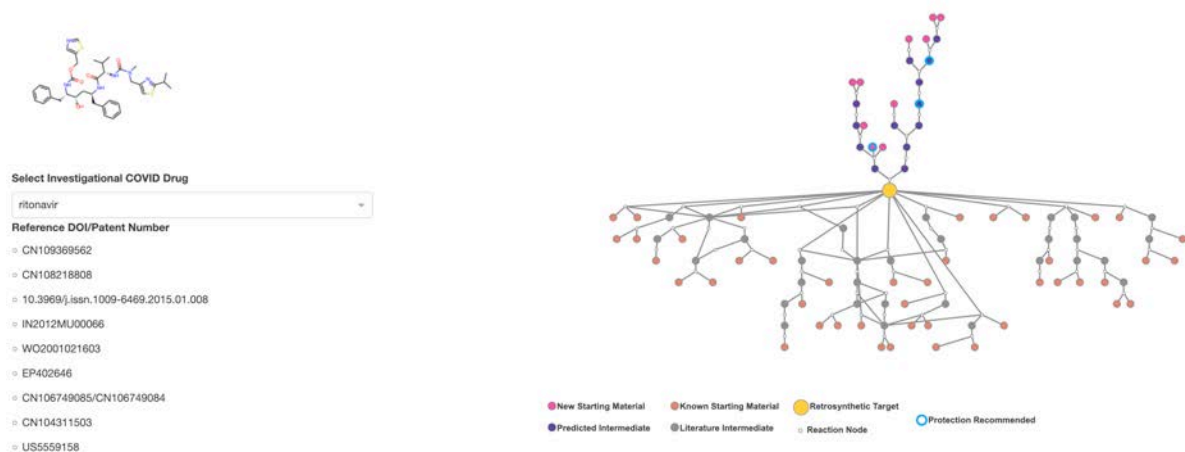 Select Investigational COVID Drug
ritonavir
Reference DOI/Patent Number
CN109369562
CN108218808
10.3969/j.issn.1009-6469.2015.01.008
IN2012MU00066
WO2001021603
EP402646
CN106749085/CN106749084
CN104311503
US5559158
New Starting Material
Known Starting Material
Retrosynthetic Target
Protection Recommended
Predicted Intermediate
Literature Intermediate
Reaction Node